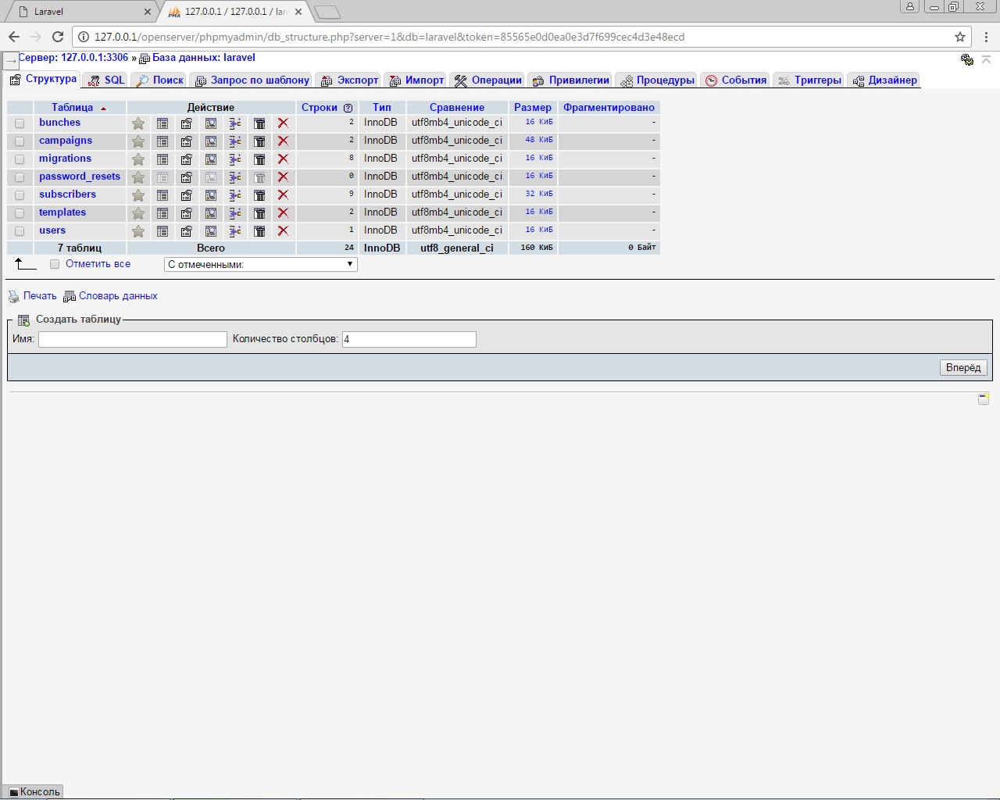 Laravel
127.0.0.1 / 127.0.0.1 / lar
127.0.0.1/openserver/phpmyadmin/db_structure.php?server=1&db=laravel&token=85565e0d0ea0e3d7f699cec4d3e48ecd
Сервер: 127.0.0.1:3306 » База данных: laravel
Структура SQL Поиск Запрос по шаблону Экспорт Импорт Операции Привилегии Процедуры События Триггеры Дизайнер
Таблица Действие Строки Тип Сравнение Размер Фрагментировано
bunches 2 InnoDB utf8mb4_unicode_ci 16 КиБ -
campaigns 2 InnoDB utf8mb4_unicode_ci 48 КиБ -
migrations 8 InnoDB utf8mb4_unicode_ci 16 КиБ -
password_resets 0 InnoDB utf8mb4_unicode_ci 16 КиБ -
subscribers 9 InnoDB utf8mb4_unicode_ci 32 КиБ -
templates 2 InnoDB utf8mb4_unicode_ci 16 КиБ -
users 1 InnoDB utf8mb4_unicode_ci 16 КиБ -
7 таблиц Всего 24 InnoDB utf8_general_ci 160 КиБ 0 Байт
Отметить все С отмеченными:
Печать Словарь данных
Создать таблицу
Имя: Количество столбцов: 4
Вперёд
Консоль